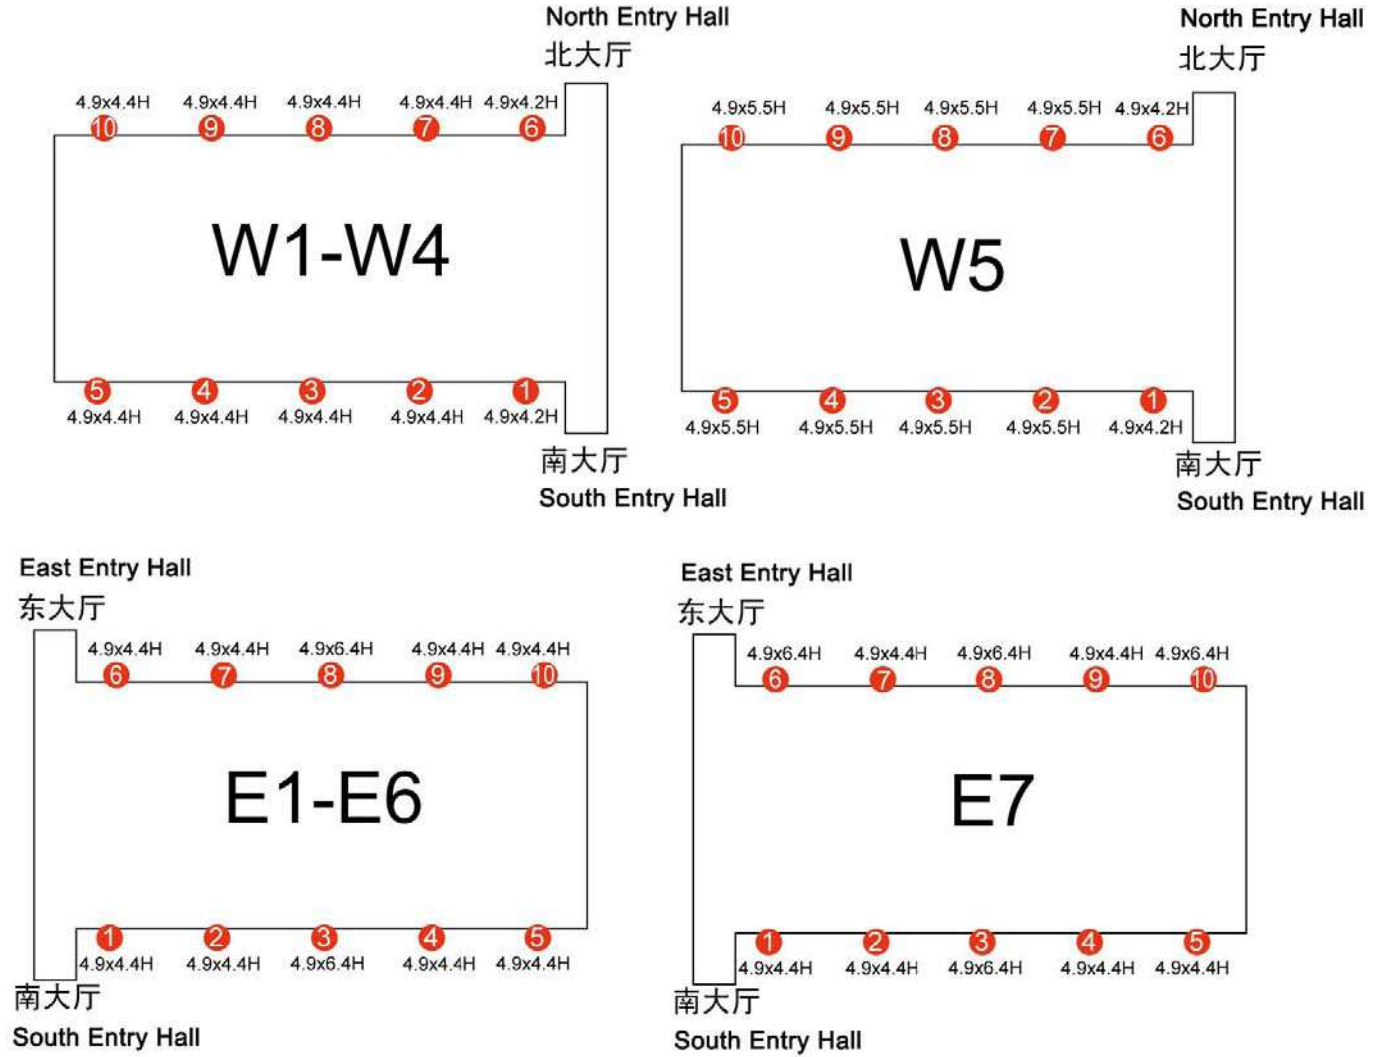 North Entry Hall
北大厅
4.9x4.4H 4.9x4.4H 4.9x4.4H 4.9x4.4H 4.9x4.2H
10 9 8 7 6
W1-W4
5 4 3 2 1
4.9x4.4H 4.9x4.4H 4.9x4.4H 4.9x4.4H 4.9x4.2H
南大厅
South Entry Hall
North Entry Hall
北大厅
4.9x5.5H 4.9x5.5H 4.9x5.5H 4.9x5.5H 4.9x4.2H
10 9 8 7 6
W5
5 4 3 2 1
4.9x5.5H 4.9x5.5H 4.9x5.5H 4.9x5.5H 4.9x4.2H
南大厅
South Entry Hall
East Entry Hall
东大厅
4.9x4.4H 4.9x4.4H 4.9x6.4H 4.9x4.4H 4.9x4.4H
6 7 8 9 10
E1-E6
1 2 3 4 5
4.9x4.4H 4.9x4.4H 4.9x6.4H 4.9x4.4H 4.9x4.4H
南大厅
South Entry Hall
East Entry Hall
东大厅
4.9x6.4H 4.9x4.4H 4.9x6.4H 4.9x4.4H 4.9x6.4H
6 7 8 9 10
E7
1 2 3 4 5
4.9x4.4H 4.9x4.4H 4.9x6.4H 4.9x4.4H 4.9x4.4H
南大厅
South Entry Hall